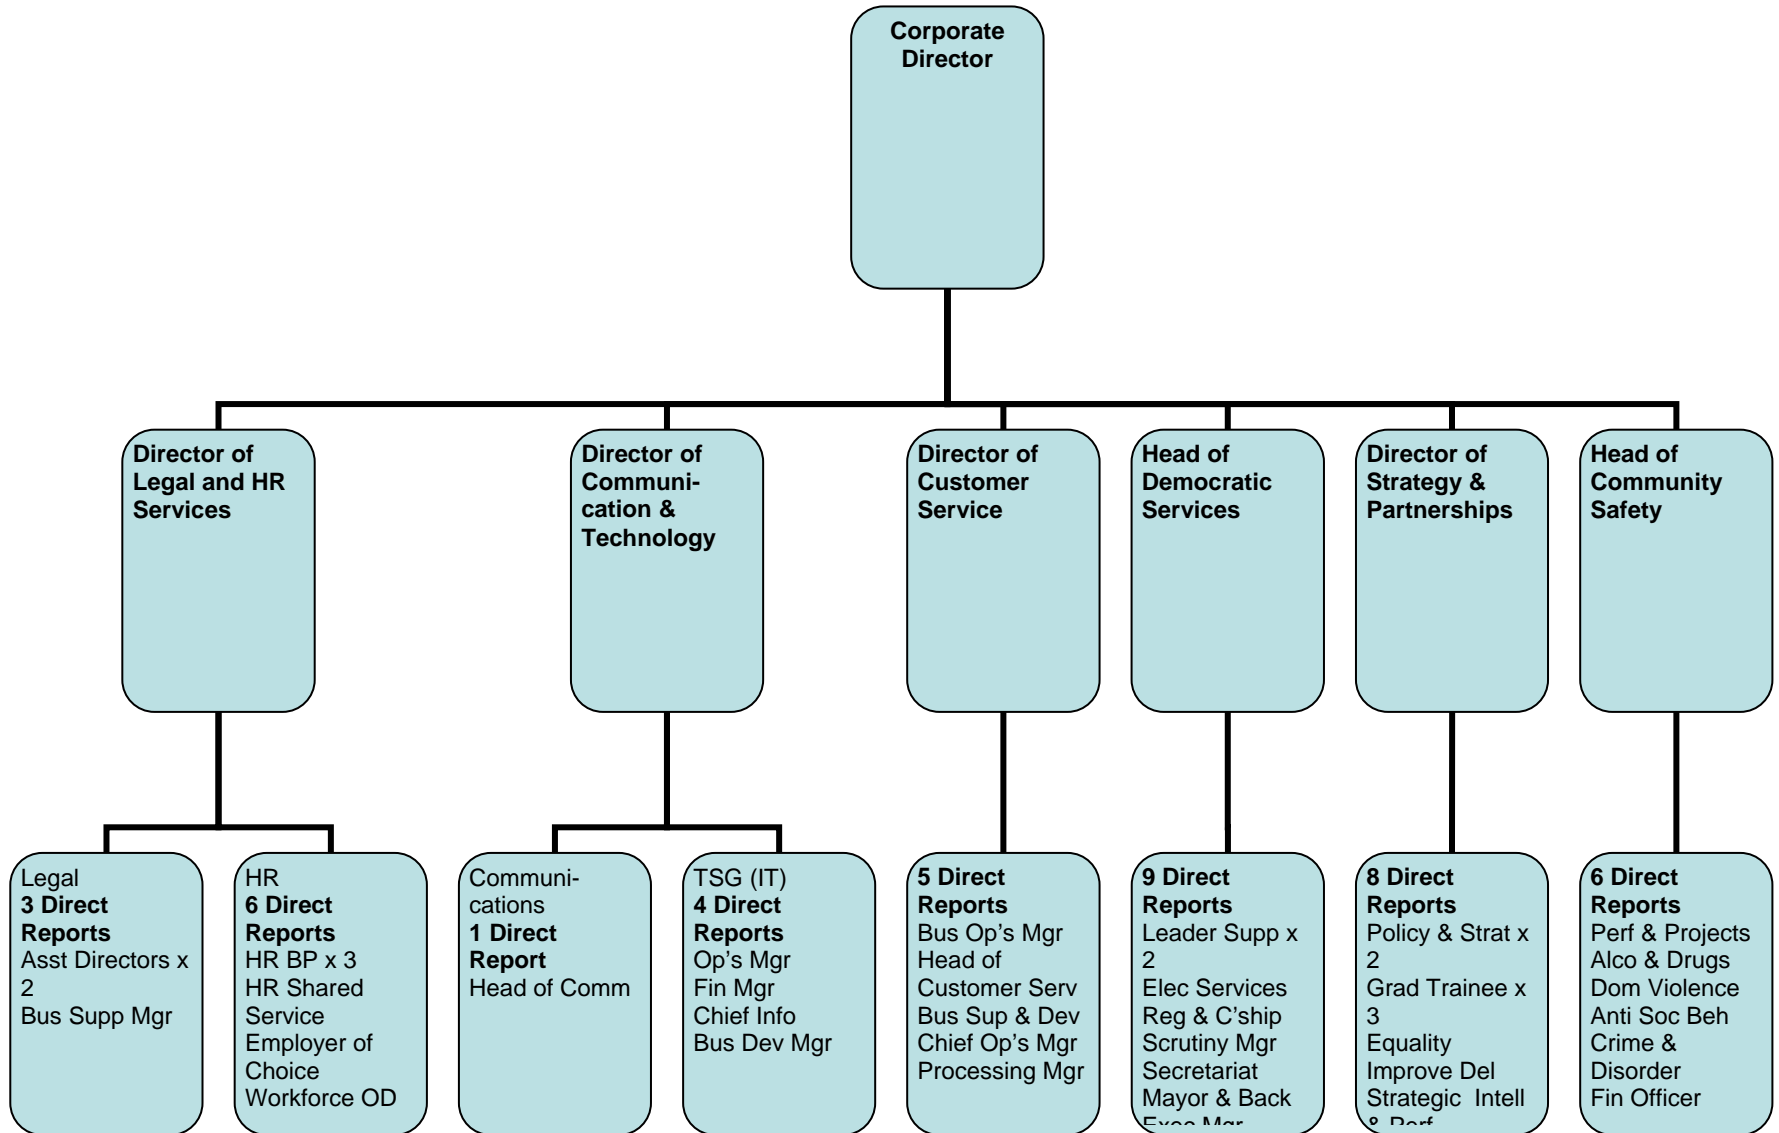 Corporate
Director
Director of
Legal and HR
Services
Director of
Communi-
cation &
Technology
Director of
Customer
Service
Head of
Democratic
Services
Director of
Strategy &
Partnerships
Head of
Community
Safety
Legal
3 Direct
Reports
Asst Directors x
2
Bus Supp Mgr
HR
6 Direct
Reports
HR BP x 3
HR Shared
Service
Employer of
Choice
Workforce OD
Communi-
cations
1 Direct
Report
Head of Comm
TSG (IT)
4 Direct
Reports
Op's Mgr
Fin Mgr
Chief Info
Bus Dev Mgr
5 Direct
Reports
Bus Op's Mgr
Head of
Customer Serv
Bus Sup & Dev
Chief Op's Mgr
Processing Mgr
9 Direct
Reports
Leader Supp x
2
Elec Services
Reg & C'ship
Scrutiny Mgr
Secretariat
Mayor & Back
Exec Mgr
8 Direct
Reports
Policy & Strat x
2
Grad Trainee x
3
Equality
Improve Del
Strategic Intell
& Perf
6 Direct
Reports
Perf & Projects
Alco & Drugs
Dom Violence
Anti Soc Beh
Crime &
Disorder
Fin Officer